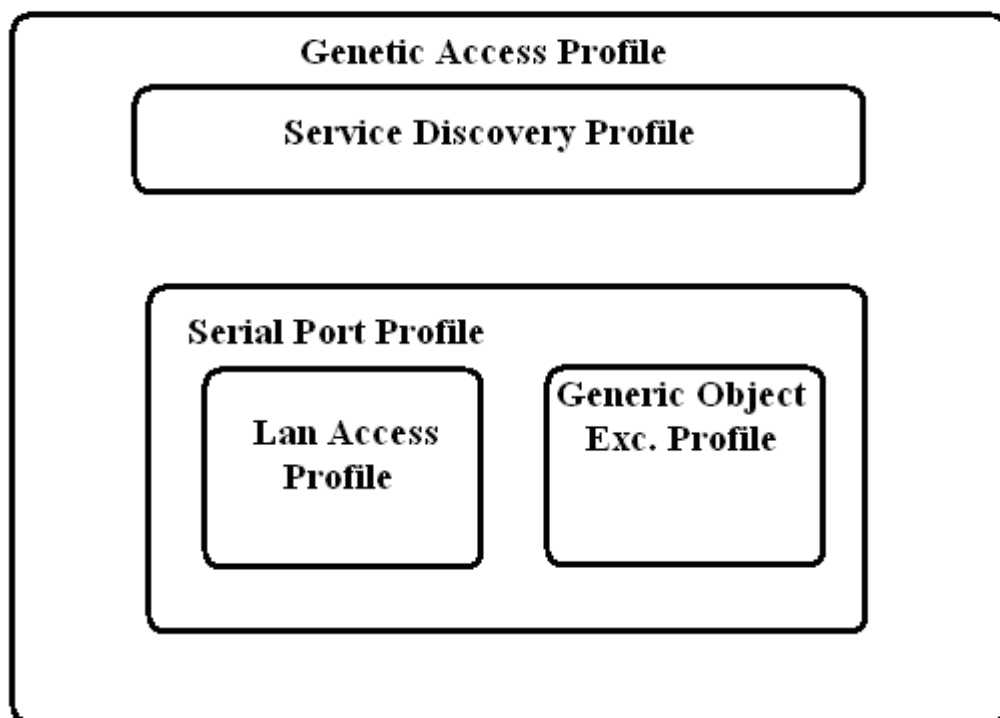 Genetic Access Profile
Service Discovery Profile
Serial Port Profile
Lan Access
Profile
Generic Object
Exc. Profile